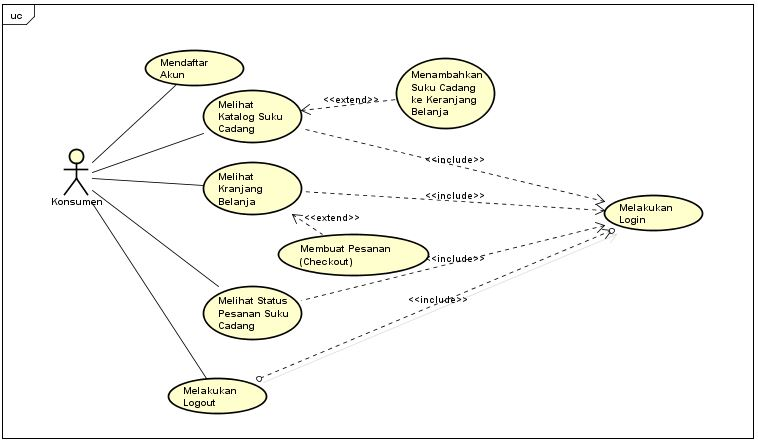 uc
Mendaftar
Akun
Melihat
Katalog Suku
Cadang
<<extend>>
Menambahkan
Suku Cadang
ke Keranjang
Belanja
<<include>>
Konsumen
Melihat
Kranjang
Belanja
<<include>>
<<extend>>
Melakukan
Login
Membuat Pesanan
(Checkout)
<<include>>
Melihat Status
Pesanan Suku
Cadang
<<include>>
Melakukan
Logout